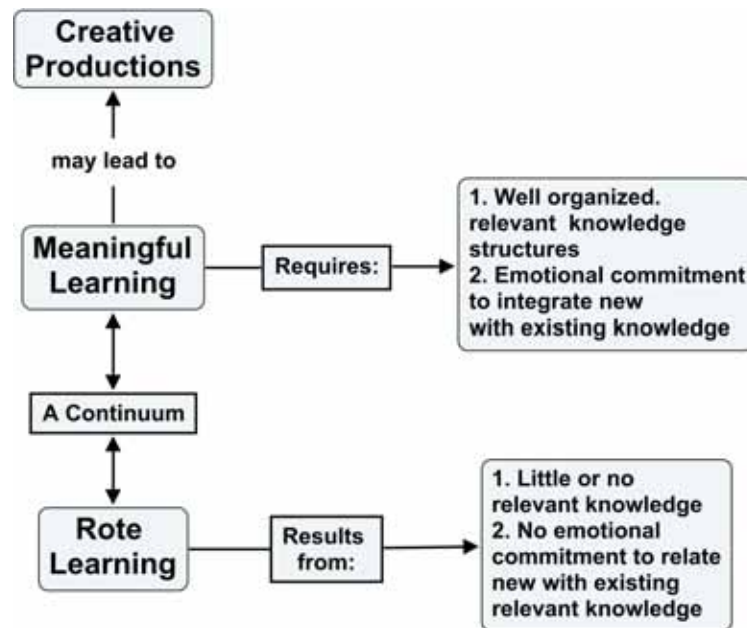 Creative
Productions
may lead to
Meaningful
Learning
Requires:
1. Well organized.
relevant knowledge
structures
2. Emotional commitment
to integrate new
with existing knowledge
A Continuum
Rote
Learning
Results
from:
1. Little or no
relevant knowledge
2. No emotional
commitment to relate
new with existing
relevant knowledge